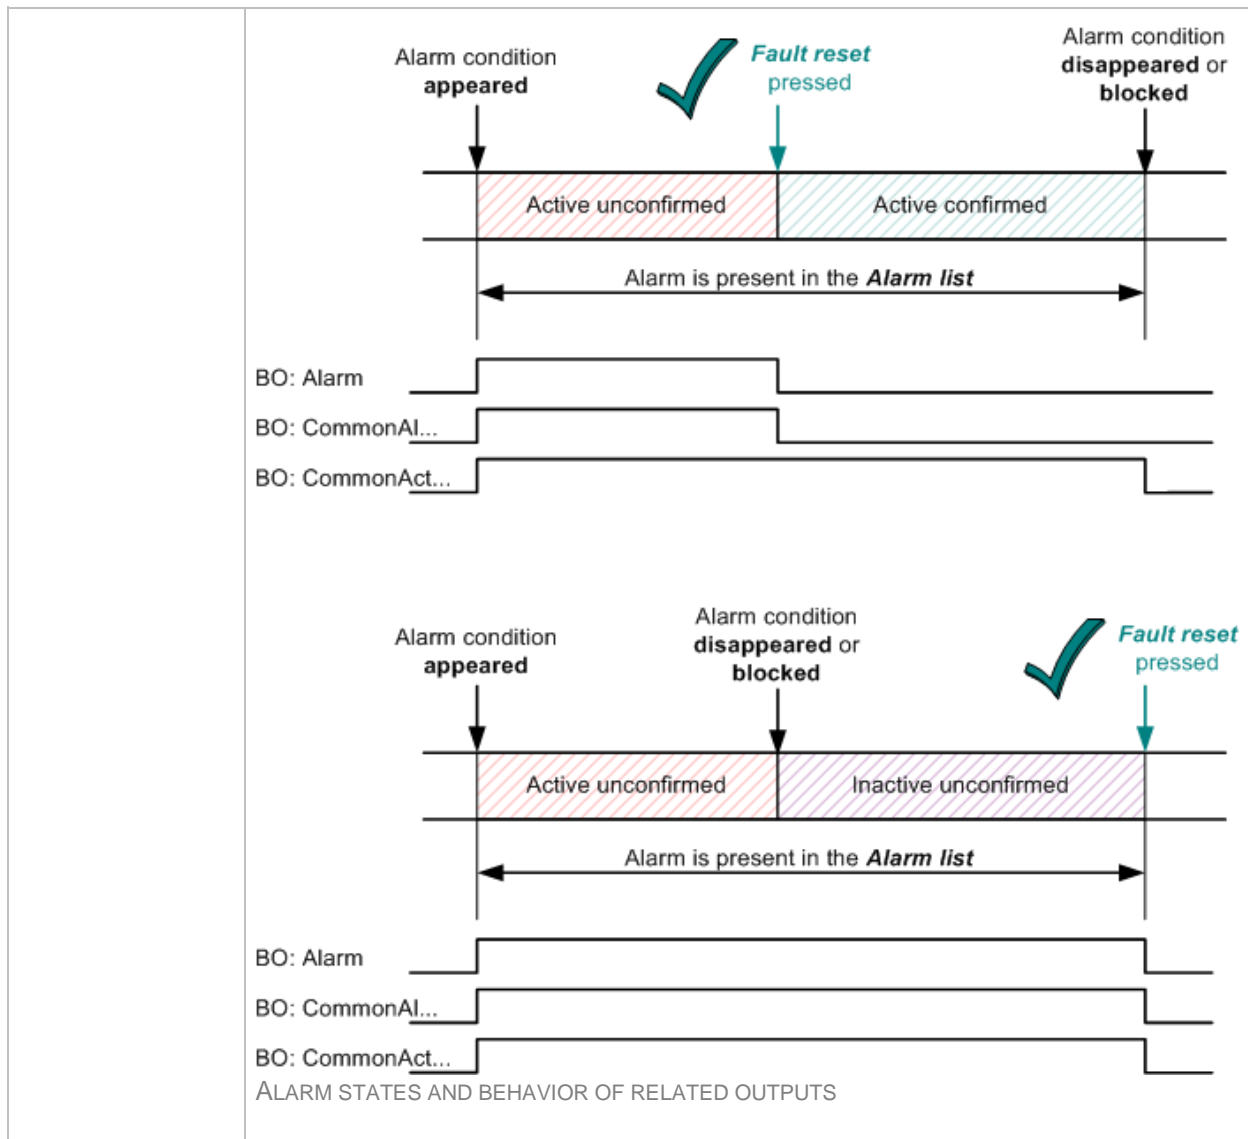 Alarm condition
appeared
Fault reset
pressed
Alarm condition
disappeared or
blocked
Active unconfirmed
Active confirmed
Alarm is present in the Alarm list
BO: Alarm
BO: CommonAl...
BO: CommonAct...
Alarm condition
appeared
Alarm condition
disappeared or
blocked
Fault reset
pressed
Active unconfirmed
Inactive unconfirmed
Alarm is present in the Alarm list
BO: Alarm
BO: CommonAl...
BO: CommonAct...
ALARM STATES AND BEHAVIOR OF RELATED OUTPUTS